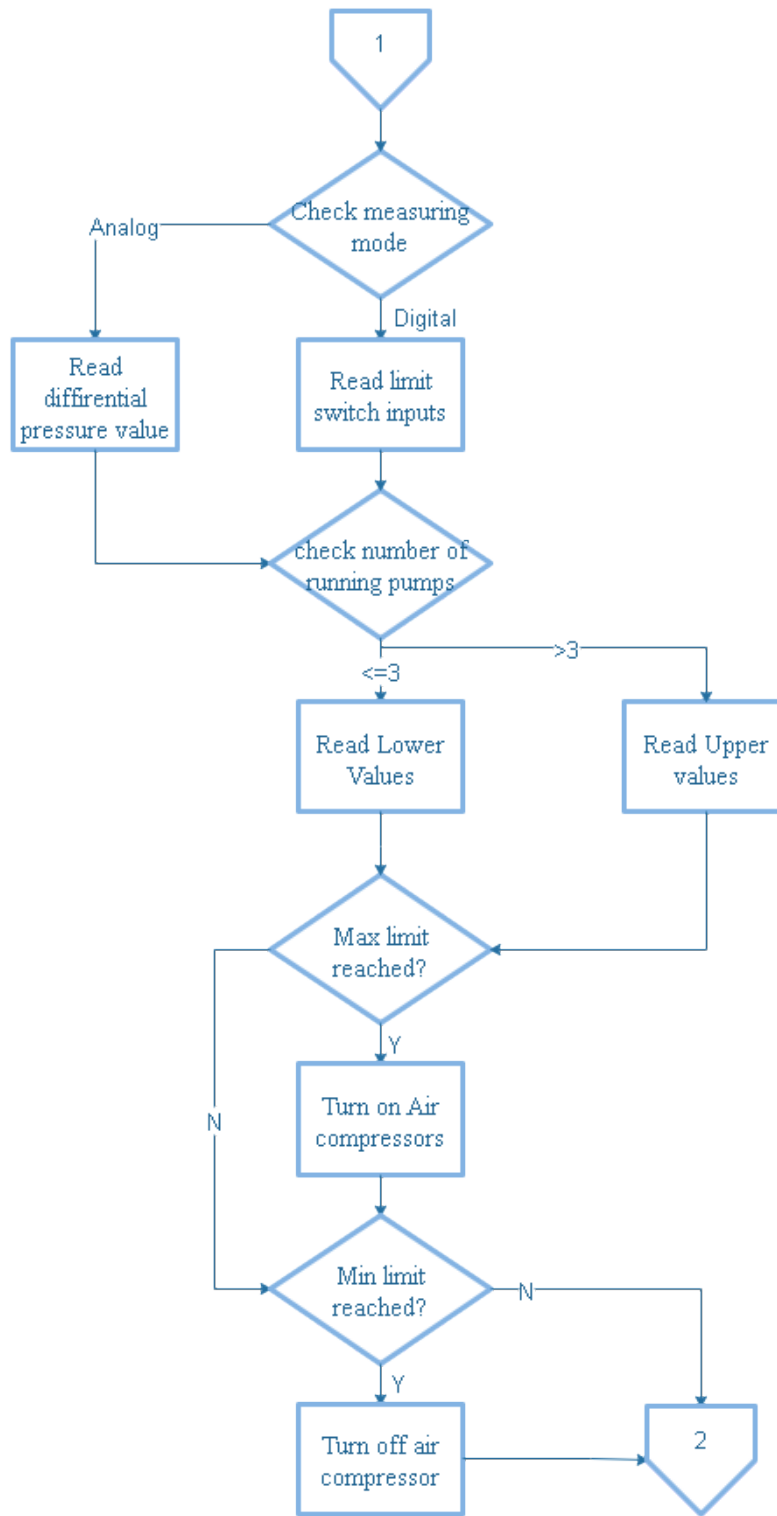 1
Check measuring
mode
Analog
Digital
Read
diffirential
pressure value
Read limit
switch inputs
check number of
running pumps
<=3
>3
Read Lower
Values
Read Upper
values
Max limit
reached?
Y
N
Turn on Air
compressors
Min limit
reached?
N
Y
Turn off air
compressor
2